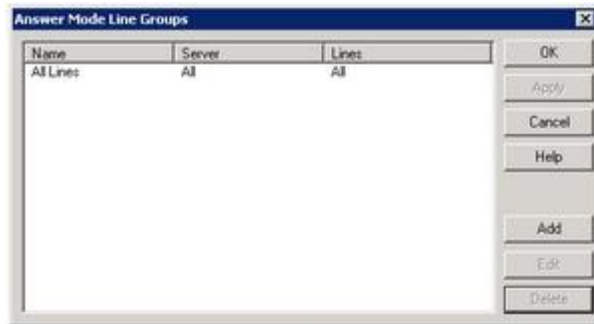 Answer Mode Line Groups
Name Server Lines
All Lines All All
OK
Apply
Cancel
Help
Add
Edit
Delete